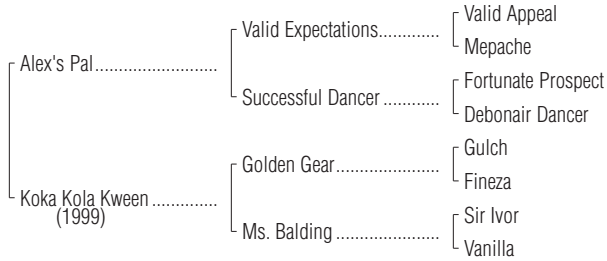 Valid Appeal
Valid Expectations.............
Mepache
Alex's Pal.........................
Fortunate Prospect
Successful Dancer ............
Debonair Dancer
Gulch
Golden Gear......................
Fineza
Koka Kola Kween..............
(1999)
Sir Ivor
Ms. Balding ......................
Vanilla